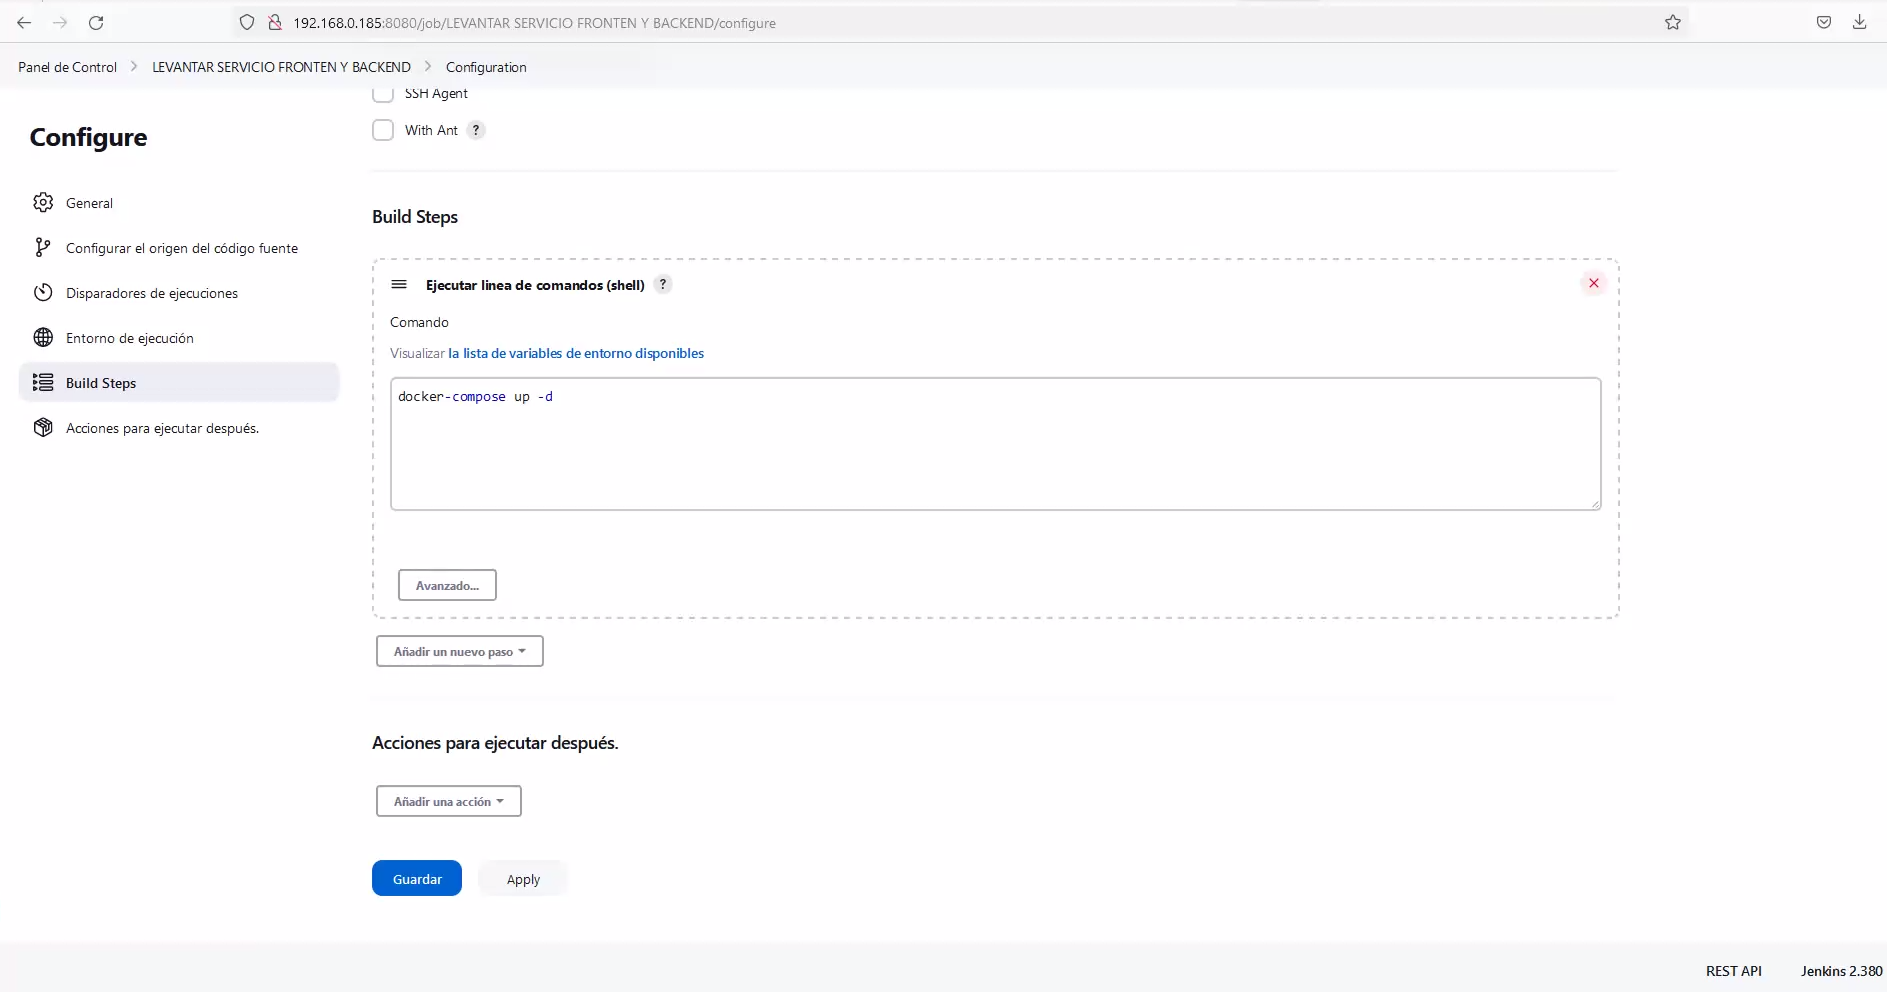 192.168.0.185:8080/job/LEVANTAR SERVICIO FRONTEN Y BACKEND/configure
Panel de Control > LEVANTAR SERVICIO FRONTEN Y BACKEND > Configuration
SSH Agent
With Ant ?
Configure
General
Configurar el origen del código fuente
Disparadores de ejecuciones
Entorno de ejecución
Build Steps
Acciones para ejecutar después.
Build Steps
Ejecutar linea de comandos (shell) ?
Comando
Visualizar la lista de variables de entorno disponibles
docker-compose up -d
Avanzado...
Añadir un nuevo paso
Acciones para ejecutar después.
Añadir una acción
Guardar
Apply
REST API
Jenkins 2.380